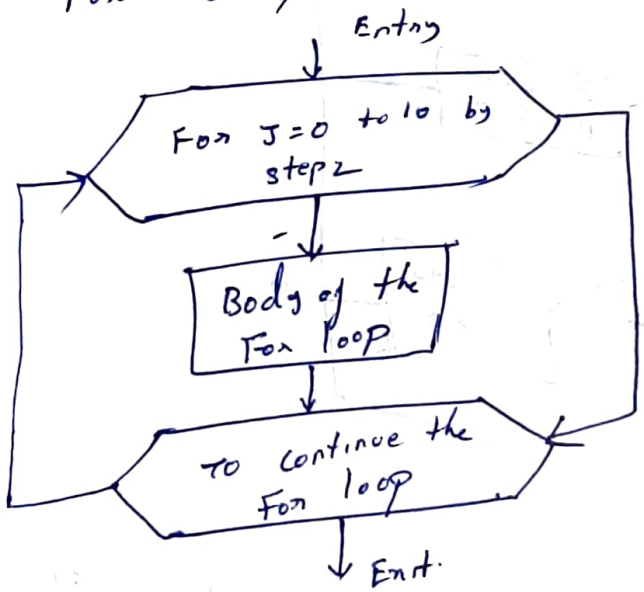 Entry
For J=0 to 10 by
step 2
Body of the
For loop
To continue the
For loop
Exit.